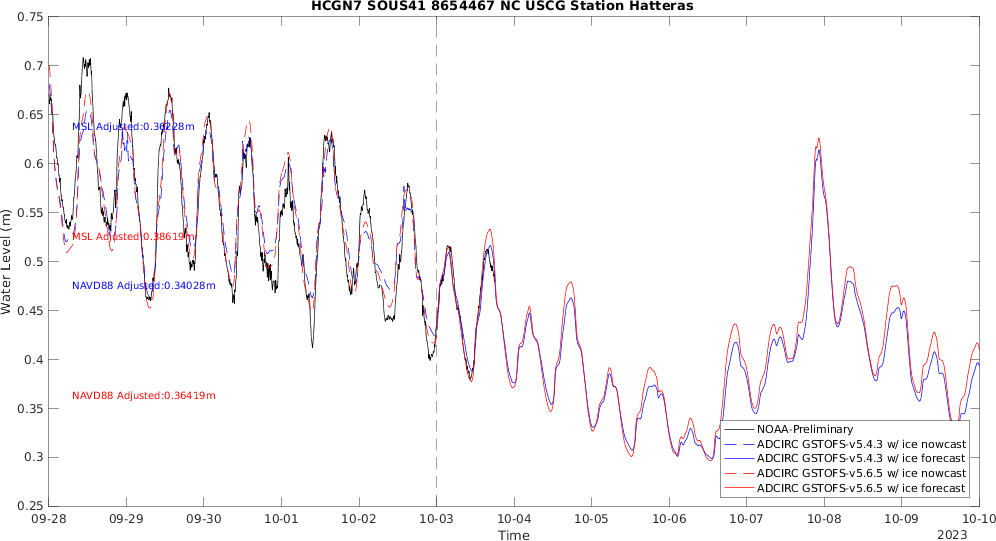 HCGN7 SOUS41 8654467 NC USCG Station Hatteras
0.75
0.7
0.65
0.6
0.55
0.5
0.45
0.4
0.35
0.3
0.25
Water Level (m)
MSL Adjusted:0.36228m
MSL Adjusted:0.38619m
NAVD88 Adjusted:0.34028m
NAVD88 Adjusted:0.36419m
NOAA-Preliminary
ADCIRC GSTOFS-v5.4.3 w/ ice nowcast
ADCIRC GSTOFS-v5.4.3 w/ ice forecast
ADCIRC GSTOFS-v5.6.5 w/ ice nowcast
ADCIRC GSTOFS-v5.6.5 w/ ice forecast
09-28 09-29 09-30 10-01 10-02 10-03 10-04 10-05 10-06 10-07 10-08 10-09 10-10
Time
2023